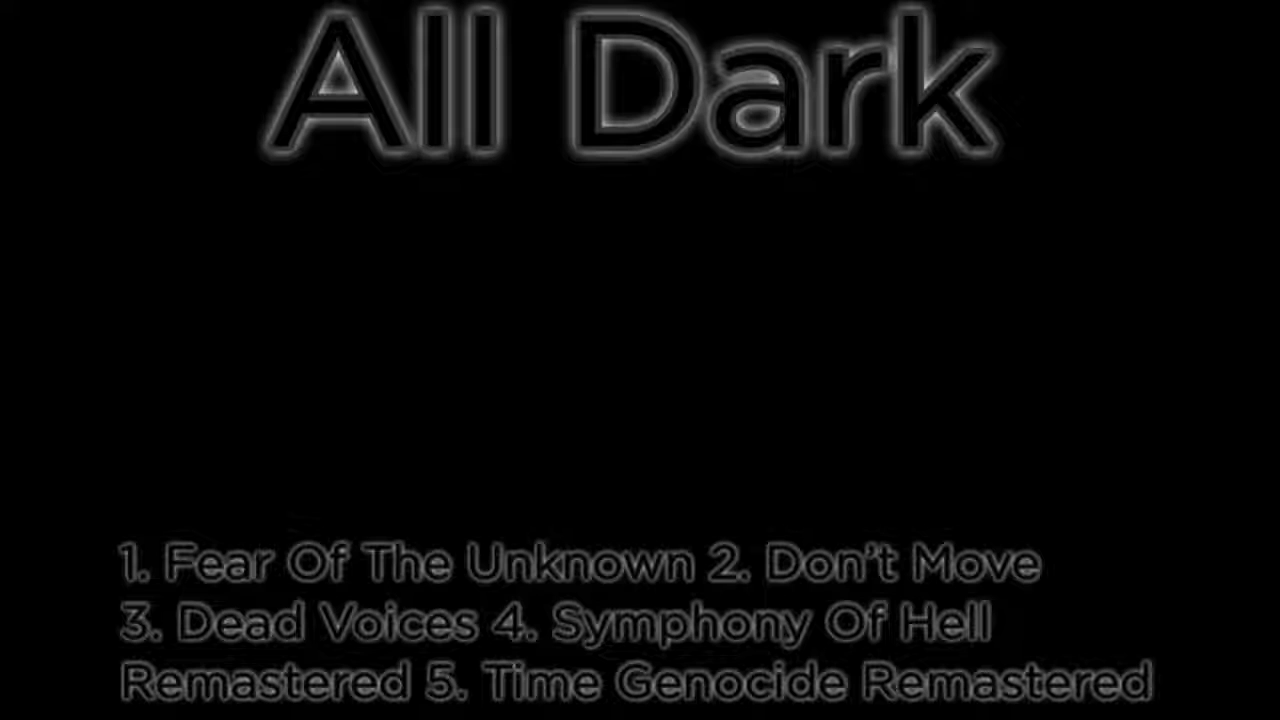 All Dark
1. Fear Of The Unknown 2. Don’t Move
3. Dead Voices 4. Symphony Of Hell
Remastered 5. Time Genocide Remastered